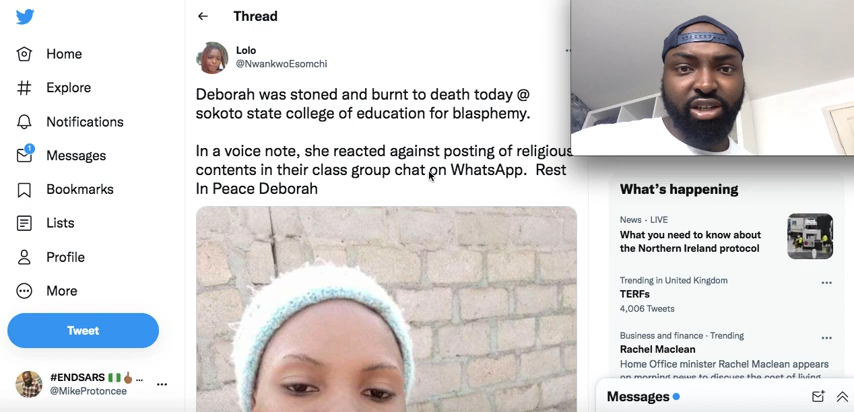 Home
Explore
Notifications
1
Messages
Bookmarks
Lists
Profile
More
Tweet
#ENDSARS 🇳🇬 ...
@MikeProtoncee
Thread
Lolo
@NwankwoEsomchi
Deborah was stoned and burnt to death today @
sokoto state college of education for blasphemy.
In a voice note, she reacted against posting of religious
contents in their class group chat on WhatsApp. Rest
In Peace Deborah
What's happening
News · LIVE
What you need to know about
the Northern Ireland protocol
Trending in United Kingdom
TERFs
4,006 Tweets
Business and finance · Trending
Rachel Maclean
Home Office minister Rachel Maclean appears
on morning news to discuss the cost of living
Messages